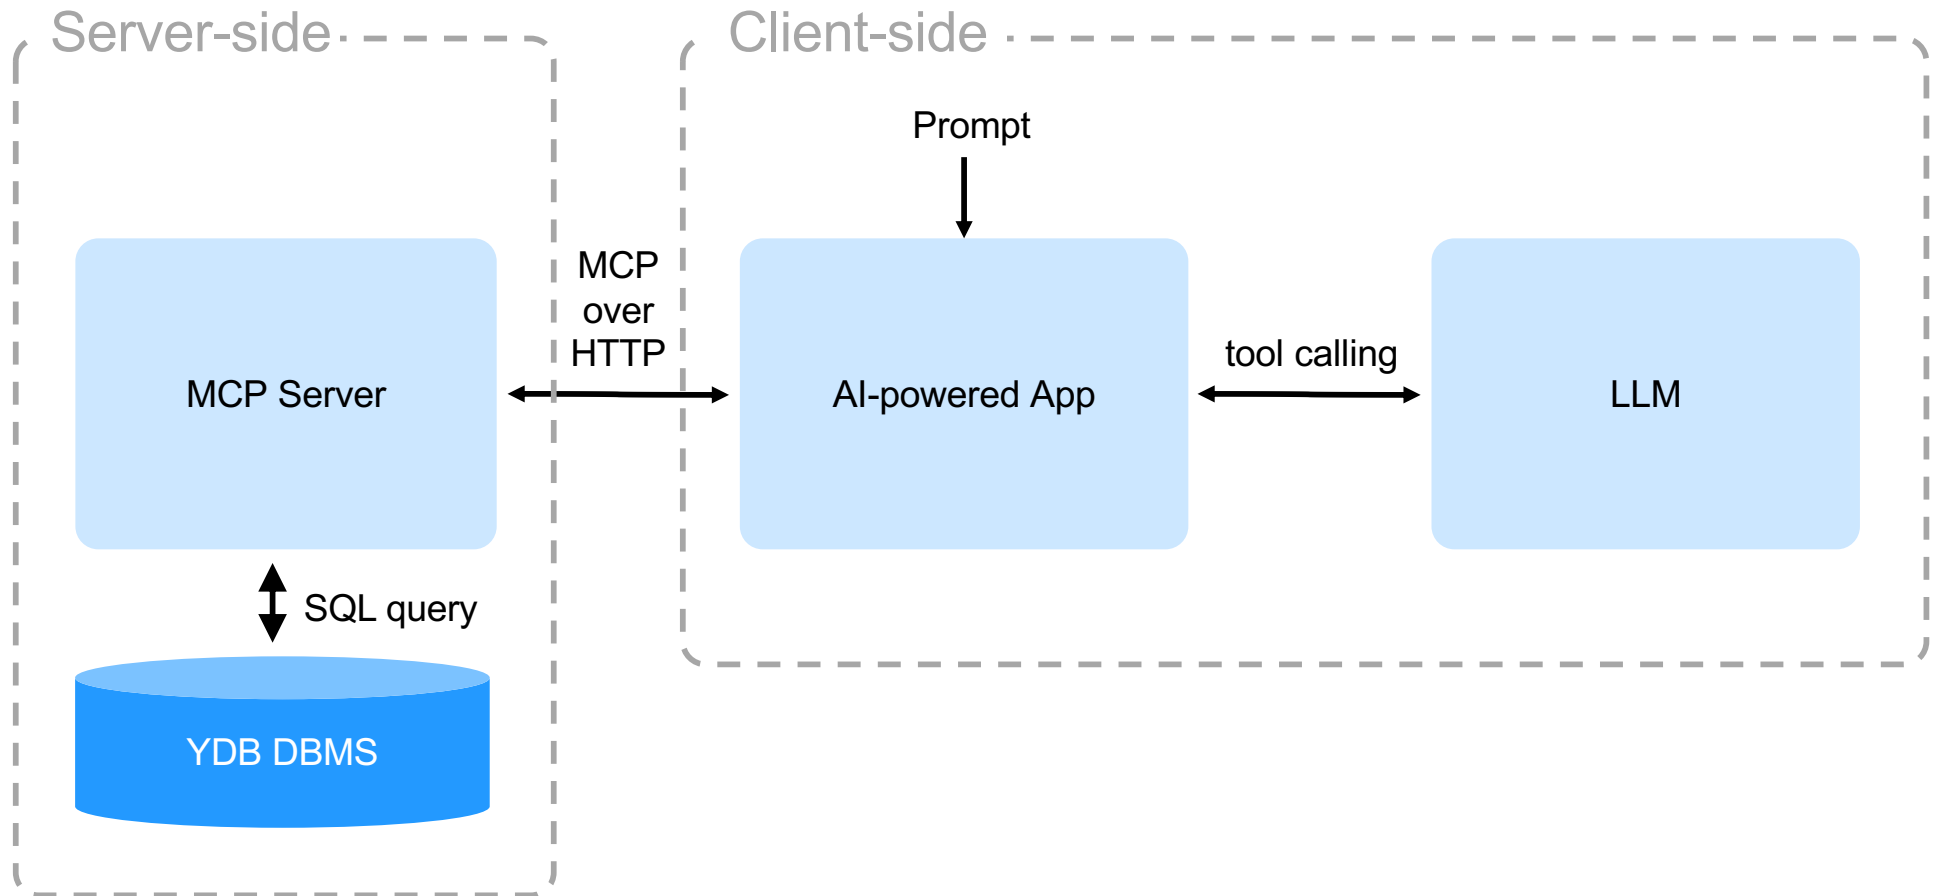 Server-side
Client-side
Prompt
MCP
over
HTTP
MCP Server
AI-powered App
tool calling
LLM
SQL query
YDB DBMS